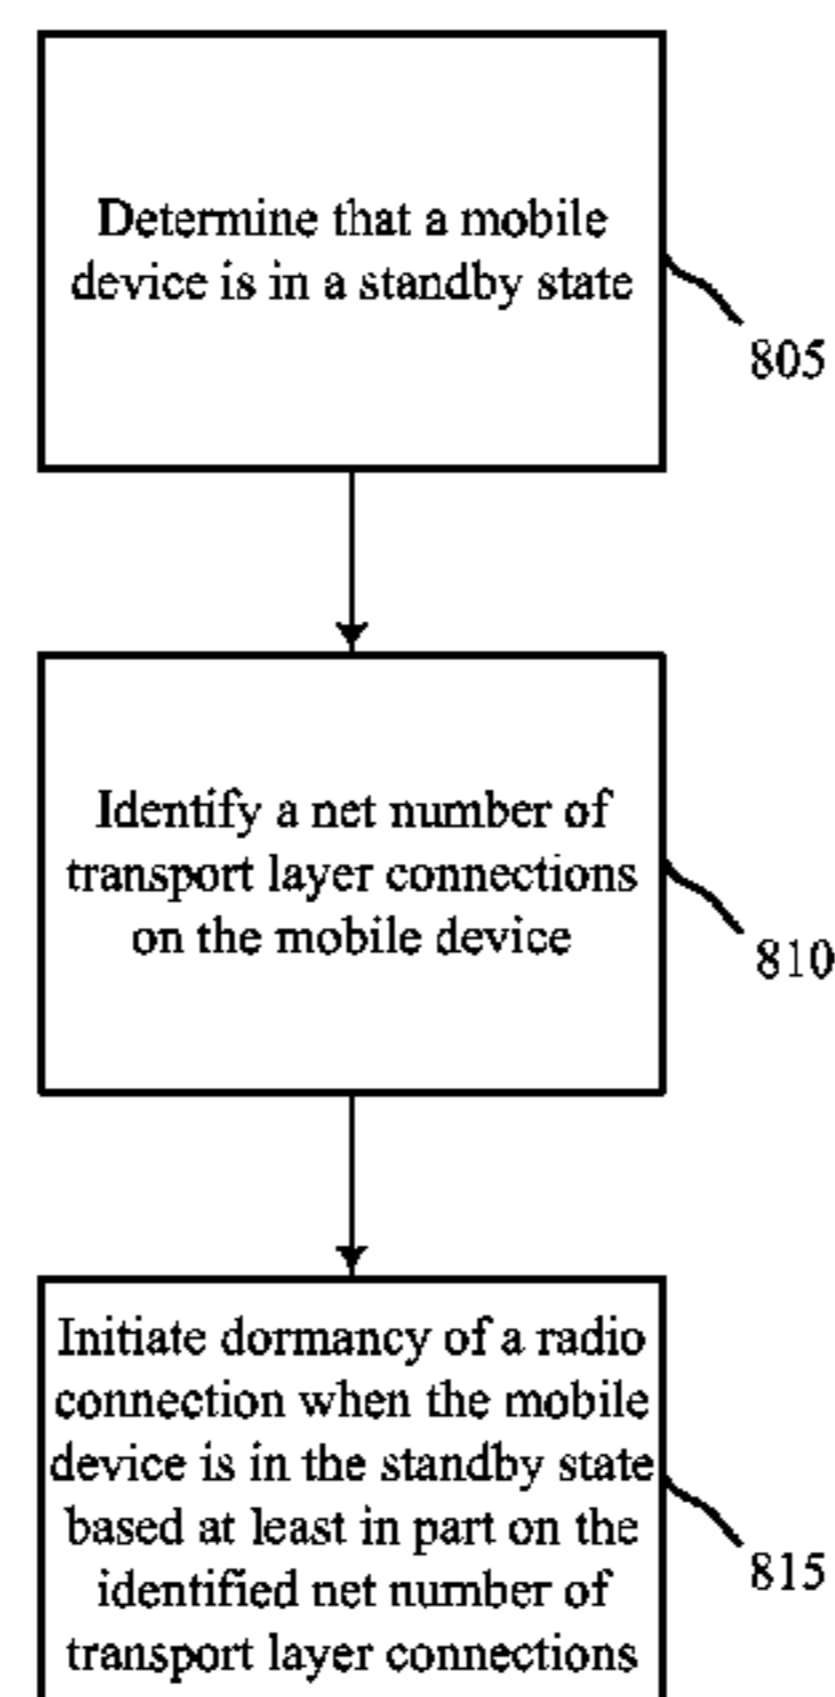 Determine that a mobile
device is in a standby state
805
Identify a net number of
transport layer connections
on the mobile device
810
Initiate dormancy of a radio
connection when the mobile
device is in the standby state
based at least in part on the
identified net number of
transport layer connections
815